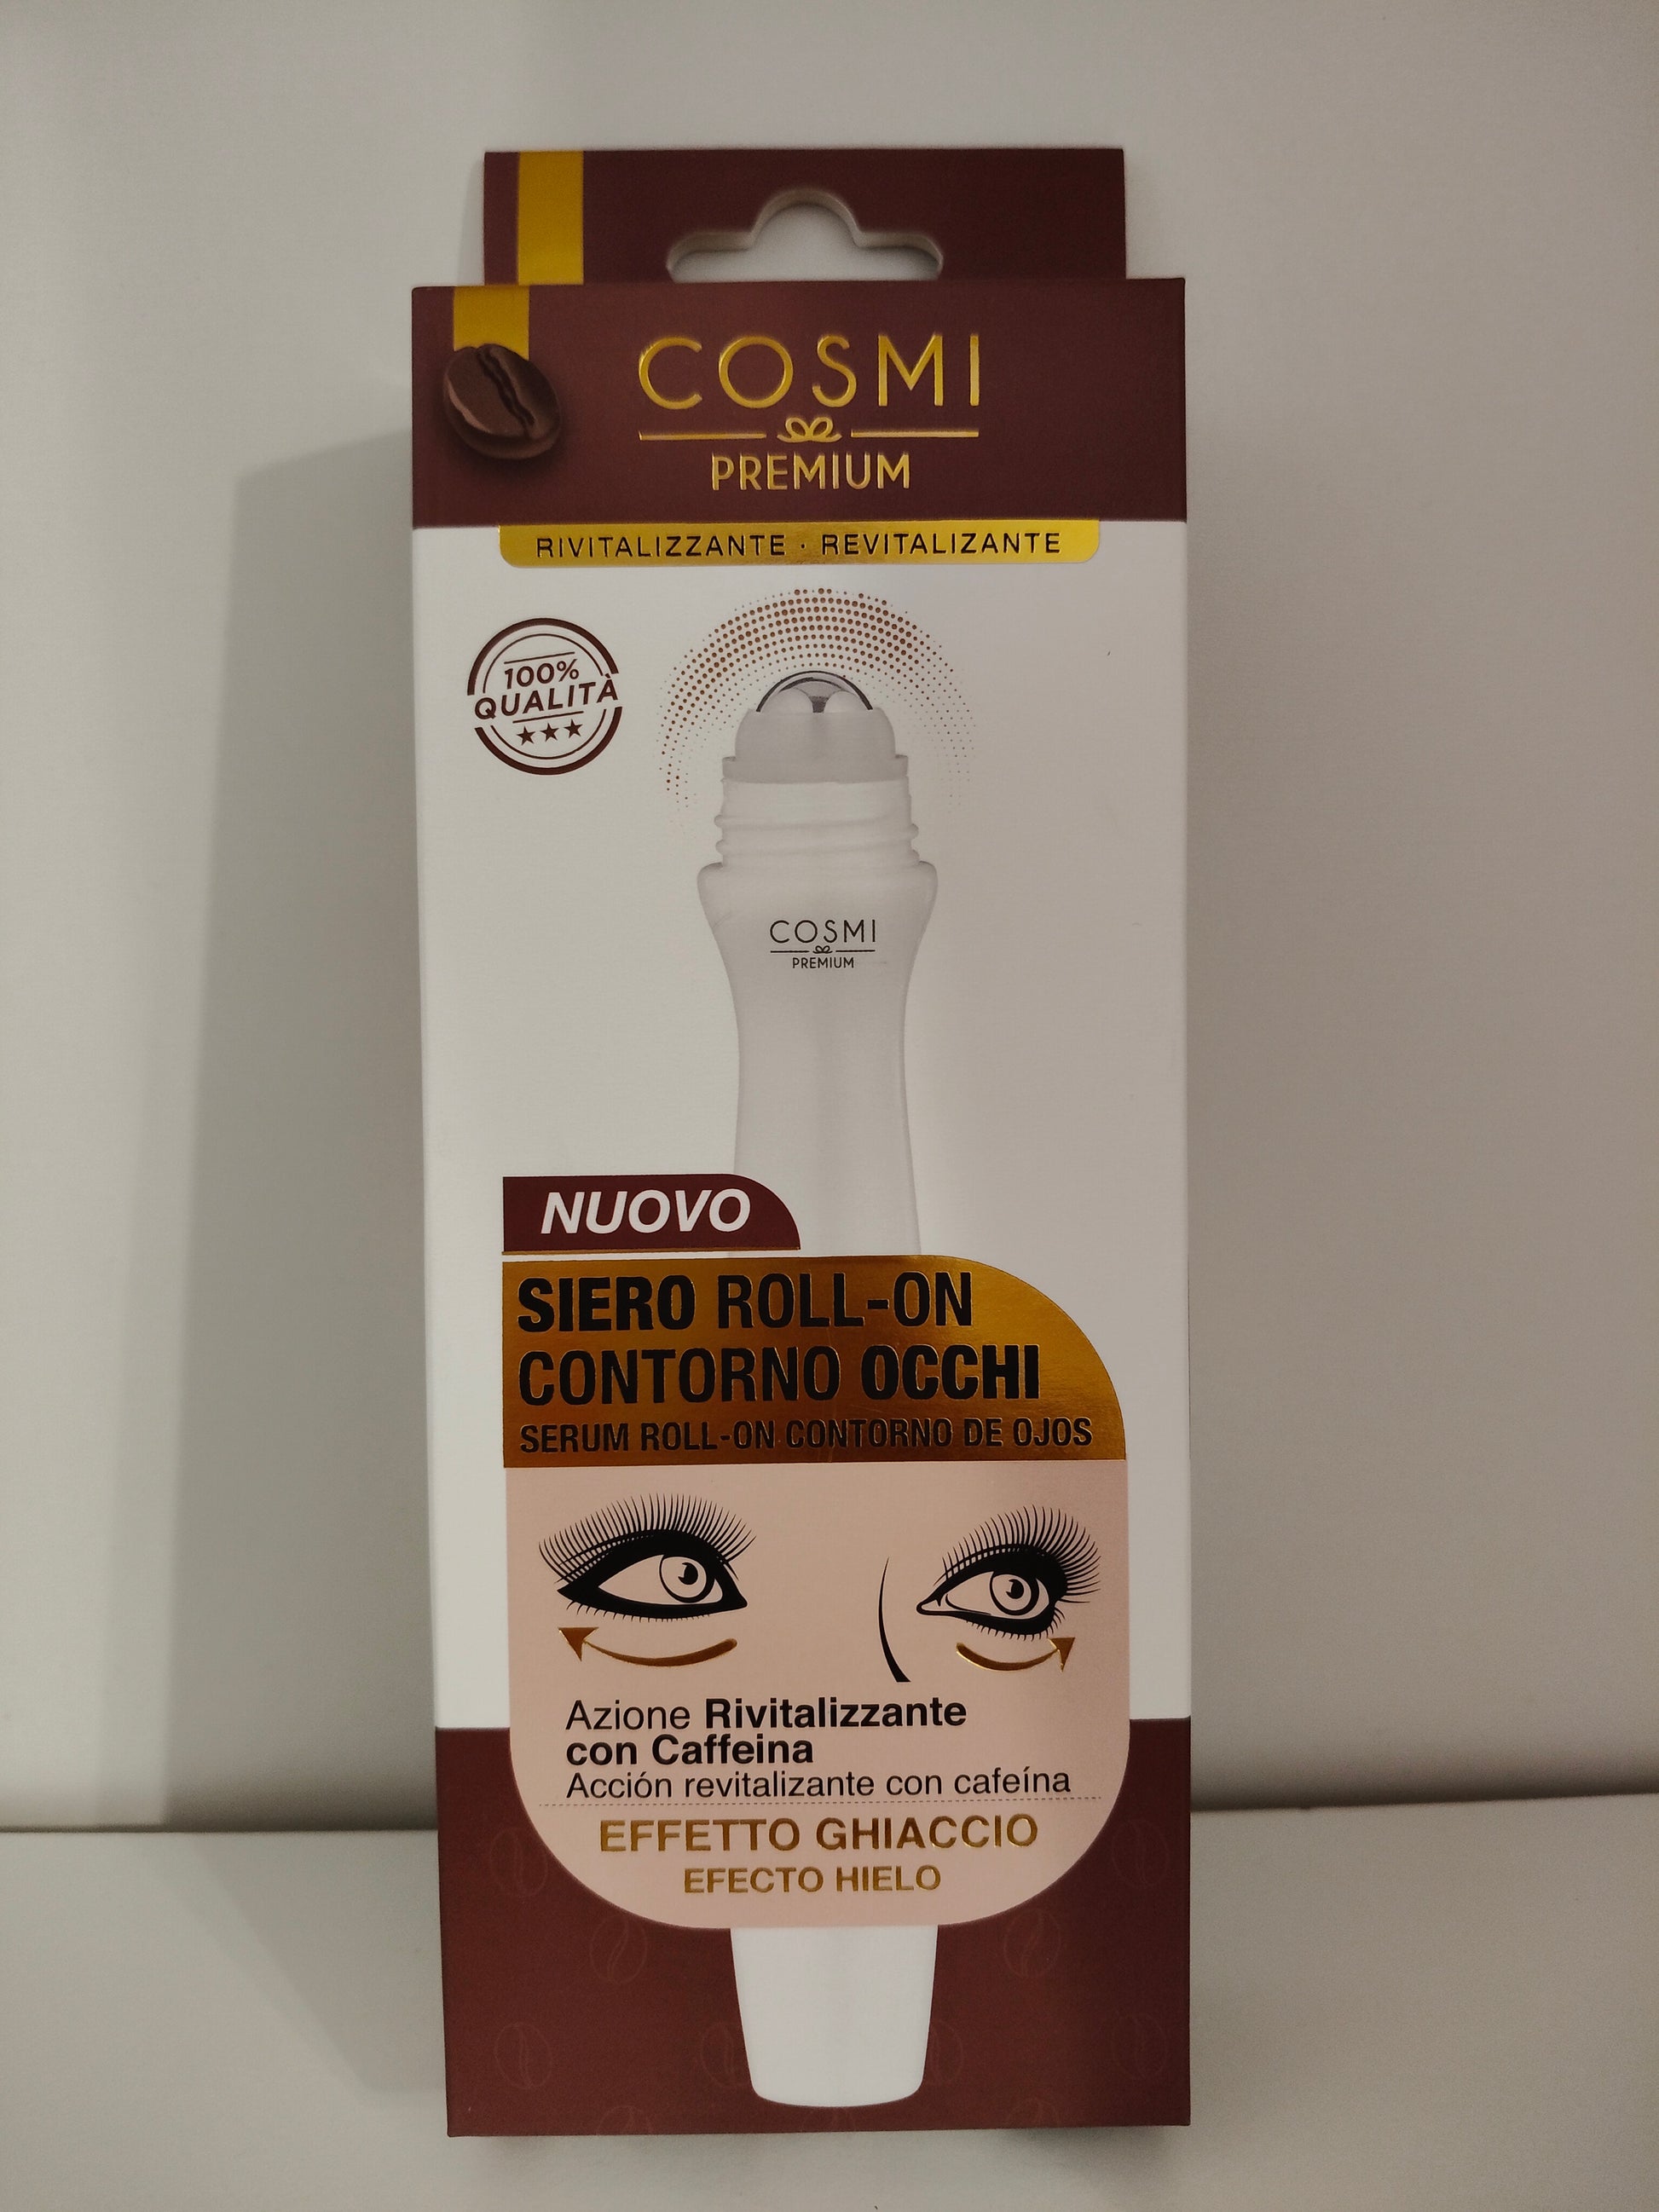 COSMI
PREMIUM
RIVITALIZZANTE · REVITALIZANTE
100%
QUALITÀ
COSMI
PREMIUM
NUOVO
SIERO ROLL-ON
CONTORNO OCCHI
SERUM ROLL-ON CONTORNO DE OJOS
Azione Rivitalizzante
con Caffeina
Acción revitalizante con cafeína
EFFETTO GHIACCIO
EFECTO HIELO